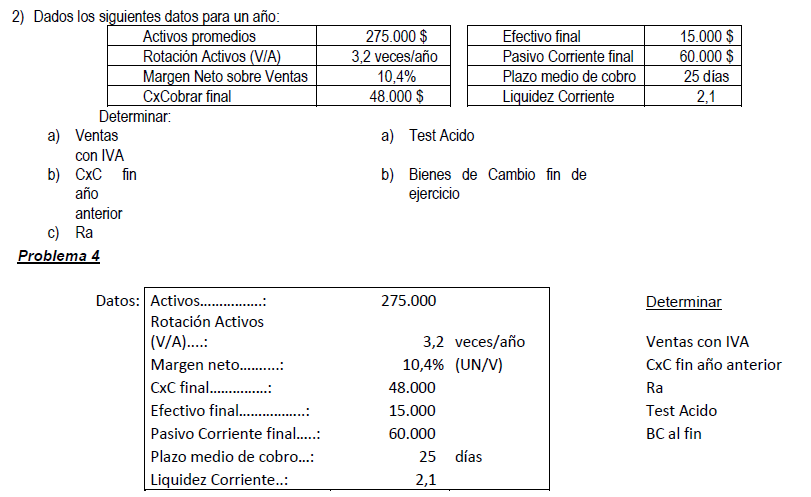 2) Dados los siguientes datos para un año:
Activos promedios 275.000 $ Efectivo final 15.000 $
Rotación Activos (V/A) 3,2 veces/año Pasivo Corriente final 60.000 $
Margen Neto sobre Ventas 10,4% Plazo medio de cobro 25 días
CxCobrar final 48.000 $ Liquidez Corriente 2,1
Determinar:
a) Ventas con IVA
b) CxC fin año anterior
c) Ra
a) Test Acido
b) Bienes de Cambio fin de
ejercicio
Problema 4
Datos: Activos................: 275.000 Determinar
Rotación Activos
(V/A)....: 3,2 veces/año Ventas con IVA
Margen neto..........: 10,4% (UN/V) CxC fin año anterior
CxC final...............: 48.000 Ra
Efectivo final.................: 15.000 Test Acido
Pasivo Corriente final.....: 60.000 BC al fin
Plazo medio de cobro...: 25 días
Liquidez Corriente..: 2,1